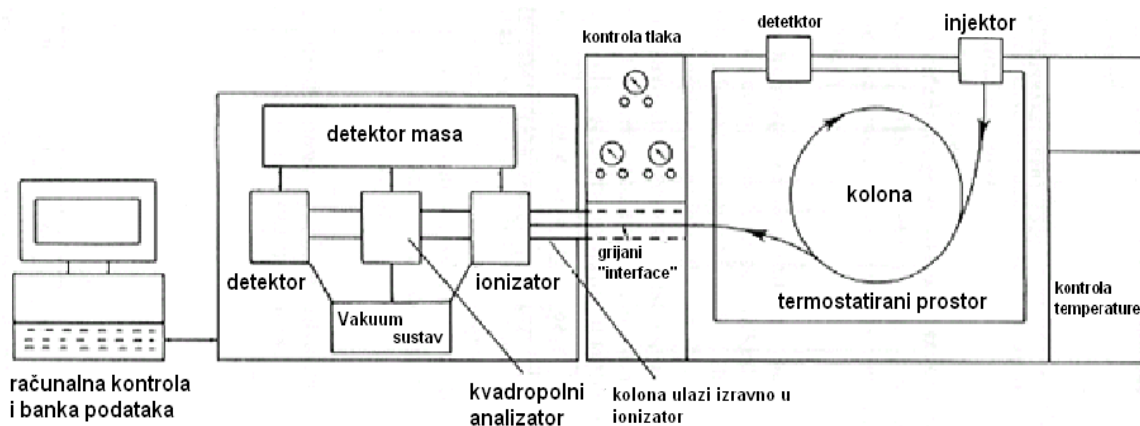 detetktor
injektor
kontrola tlaka
detektor masa
kolona
detektor
ionizator
grijani
"interface"
termostatirani prostor
kontrola
temperature
Vakuum
sustav
računalna kontrola
i banka podataka
kvadropolni
analizator
kolona ulazi izravno u
ionizator